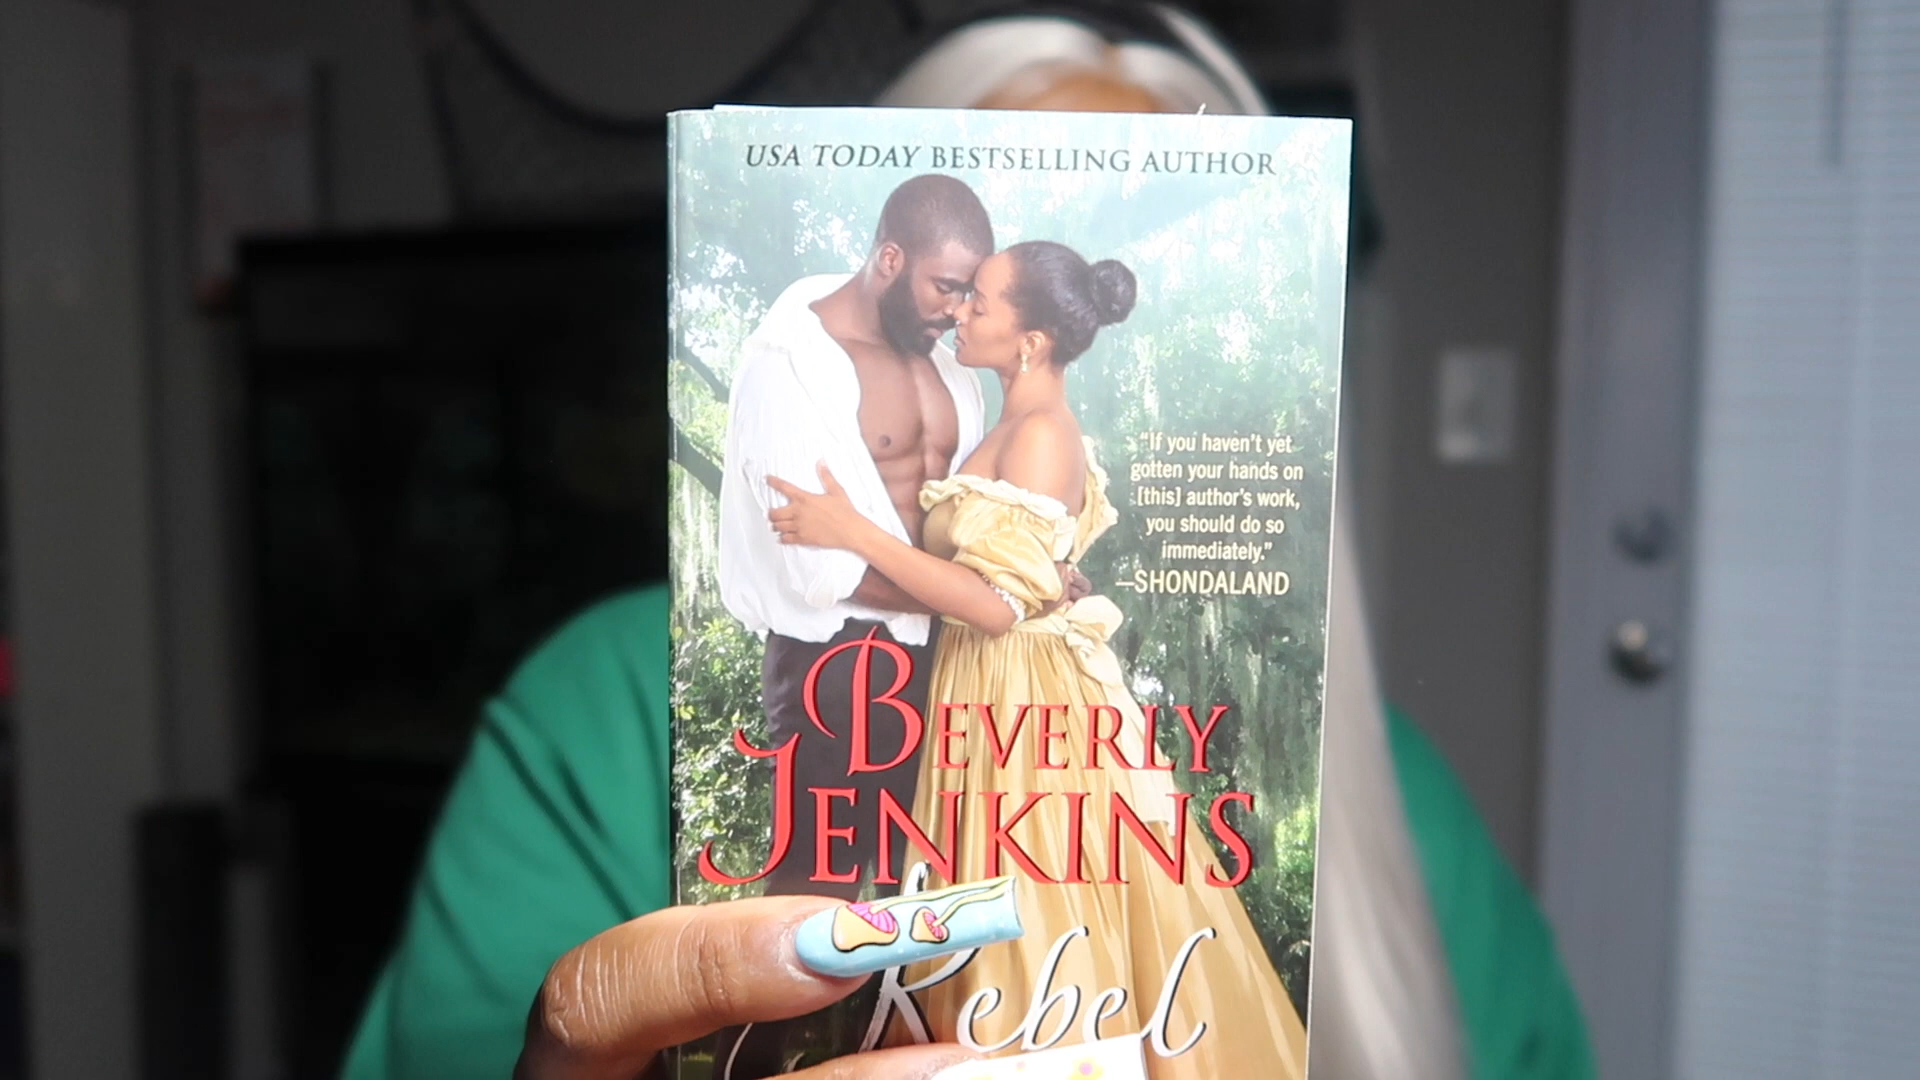 USA TODAY BESTSELLING AUTHOR
“If you haven’t yet
gotten your hands on
[this] author’s work,
you should do so
immediately.”
—SHONDALAND
BEVERLY
JENKINS
Rebel